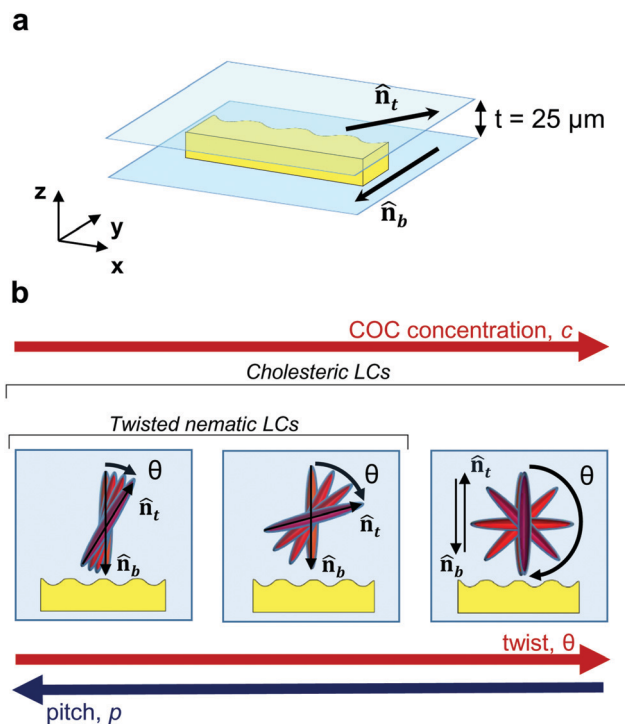 a
n̂t
t = 25 μm
n̂b
z
y
x
b
COC concentration, c
Cholesteric LCs
Twisted nematic LCs
θ
n̂t
n̂b
θ
n̂t
n̂b
n̂t
θ
n̂b
twist, θ
pitch, p